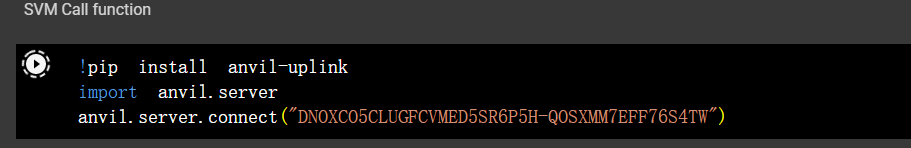 SVM Call function
!pip install anvil-uplink
import anvil.server
anvil.server.connect("DNOXCO5CLUGFCVMED5SR6P5H-QOSXMM7EFF76S4TW")